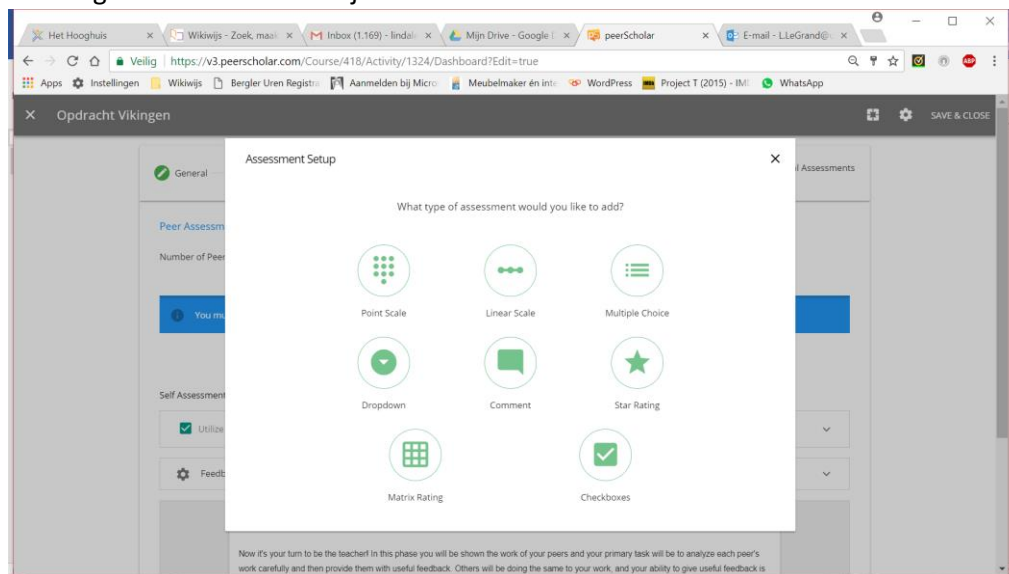 Het Hooghuis
Wikiwijs - Zoek, maak
Inbox (1.169) - lindale
Mijn Drive - Google D
peerScholar
E-mail - L.LeGrand@
Veilig | https://v3.peerscholar.com/Course/418/Activity/1324/Dashboard?Edit=true
Apps Instellingen Wikiwijs Bergler Uren Registra Aanmelden bij Micro Meubelmaker én inte WordPress Project T (2015) - IM WhatsApp
Opdracht Vikingen
SAVE & CLOSE
General
Assessment Setup
l Assessments
What type of assessment would you like to add?
Peer Assessm
Number of Peer
Point Scale
Linear Scale
Multiple Choice
You mu
Self Assessment
Dropdown
Comment
Star Rating
Utilize
Feedb
Matrix Rating
Checkboxes
Now it's your turn to be the teacher! In this phase you will be shown the work of your peers and your primary task will be to analyze each peer's
work carefully and then provide them with useful feedback. Others will be doing the same to your work, and your ability to give useful feedback is